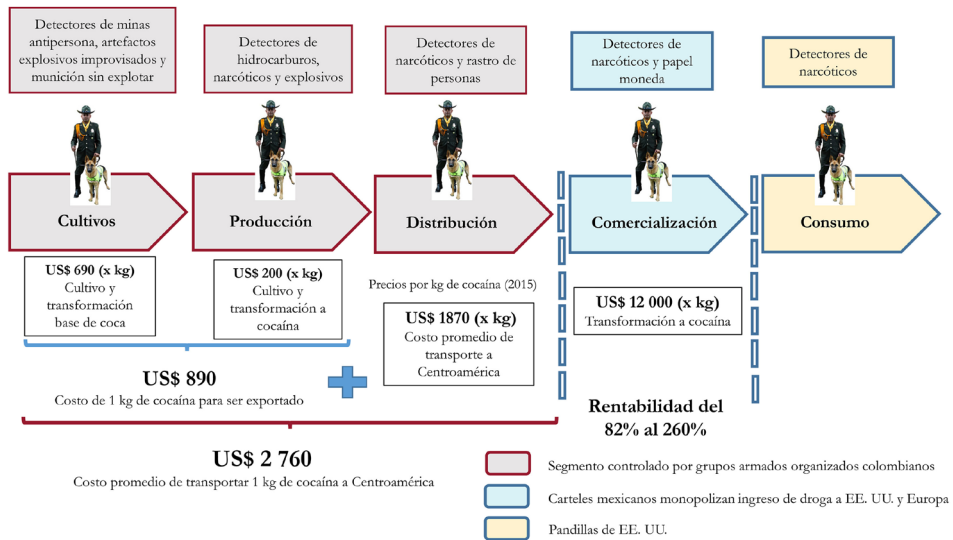 Detectores de minas
antipersona, artefactos
explosivos improvisados y
munición sin explotar
Detectores de
hidrocarburos,
narcóticos y explosivos
Detectores de
narcóticos y rastro de
personas
Detectores de
narcóticos y papel
moneda
Detectores de
narcóticos
Cultivos
Producción
Distribución
Comercialización
Consumo
US$ 690 (x kg)
Cultivo y
transformación
base de coca
US$ 200 (x kg)
Cultivo y
transformación a
cocaína
Precios por kg de cocaína (2015)
US$ 1870 (x kg)
Costo promedio de
transporte a
Centroamérica
US$ 12 000 (x kg)
Transformación a cocaína
US$ 890
Costo de 1 kg de cocaína para ser exportado
Rentabilidad del
82% al 260%
US$ 2 760
Costo promedio de transportar 1 kg de cocaína a Centroamérica
Segmento controlado por grupos armados organizados colombianos
Carteles mexicanos monopolizan ingreso de droga a EE. UU. y Europa
Pandillas de EE. UU.